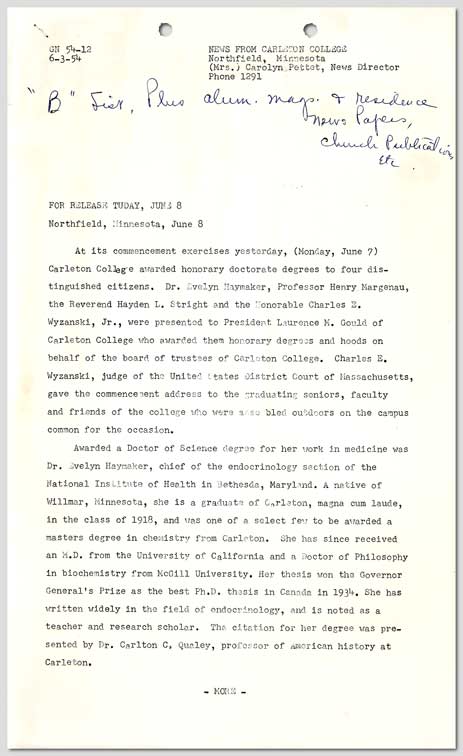 GN 54-12
6-3-54
NEWS FROM CARLETON COLLEGE
Northfield, Minnesota
(Mrs.) Carolyn Pottot, News Director
Phone 1291
"B" List, Plus alum. mags. & residence
News Papers,
Church Publications,
Etc.
FOR RELEASE TUDAY, JUNE 8
Northfield, Minnesota, June 8
At its commencement exercises yesterday, (Monday, June 7)
Carleton College awarded honorary doctorate degrees to four dis-
tinguished citizens. Dr. Evelyn Haymaker, Professor Henry Margenau,
the Reverend Hayden L. Stright and the Honorable Charles E.
Wyzanski, Jr., were presented to President Laurence M. Gould of
Carleton College who awarded them honorary degrees and hoods on
behalf of the board of trustees of Carleton College. Charles E.
Wyzanski, judge of the United States District Court of Massachusetts,
gave the commencement address to the graduating seniors, faculty
and friends of the college who were assembled outdoors on the campus
common for the occasion.
Awarded a Doctor of Science degree for her work in medicine was
Dr. Evelyn Haymaker, chief of the endocrinology section of the
National Institute of Health in Bethesda, Maryland. A native of
Willmar, Minnesota, she is a graduate of Carleton, magna cum laude,
in the class of 1918, and was one of a select few to be awarded a
masters degree in chemistry from Carleton. She has since received
an M.D. from the University of California and a Doctor of Philosophy
in biochemistry from McGill University. Her thesis won the Governor
General's Prize as the best Ph.D. thesis in Canada in 1934. She has
written widely in the field of endocrinology, and is noted as a
teacher and research scholar. The citation for her degree was pre-
sented by Dr. Carlton C. Qualey, professor of American history at
Carleton.
- MORE -